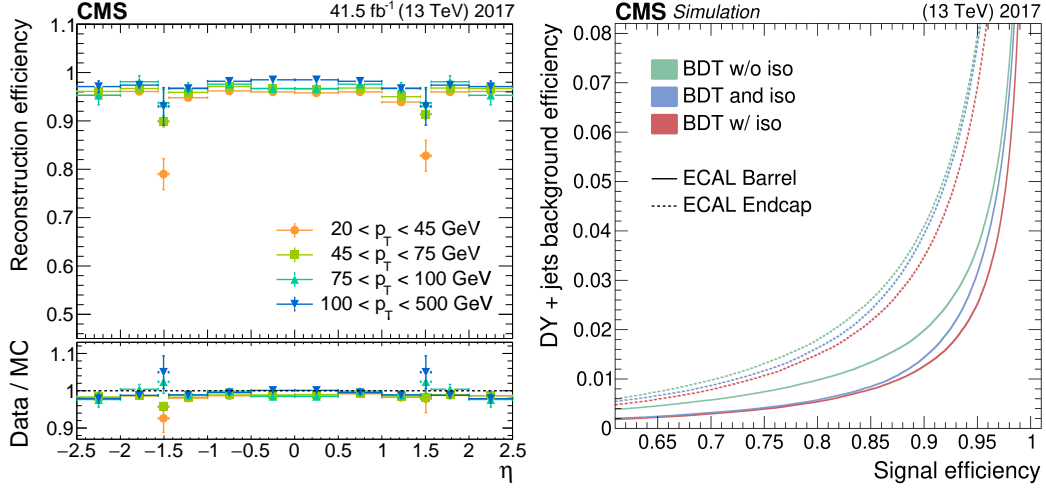 CMS 41.5 fb⁻¹ (13 TeV) 2017
Reconstruction efficiency
1.1
1
0.9
0.8
0.7
0.6
0.5
20 < p_T < 45 GeV
45 < p_T < 75 GeV
75 < p_T < 100 GeV
100 < p_T < 500 GeV
Data / MC
1.1
1
0.9
−2.5 −2 −1.5 −1 −0.5 0 0.5 1 1.5 2 2.5
η
CMS Simulation (13 TeV) 2017
DY + jets background efficiency
0.08
0.07
0.06
0.05
0.04
0.03
0.02
0.01
0
BDT w/o iso
BDT and iso
BDT w/ iso
ECAL Barrel
ECAL Endcap
0.65 0.7 0.75 0.8 0.85 0.9 0.95 1
Signal efficiency